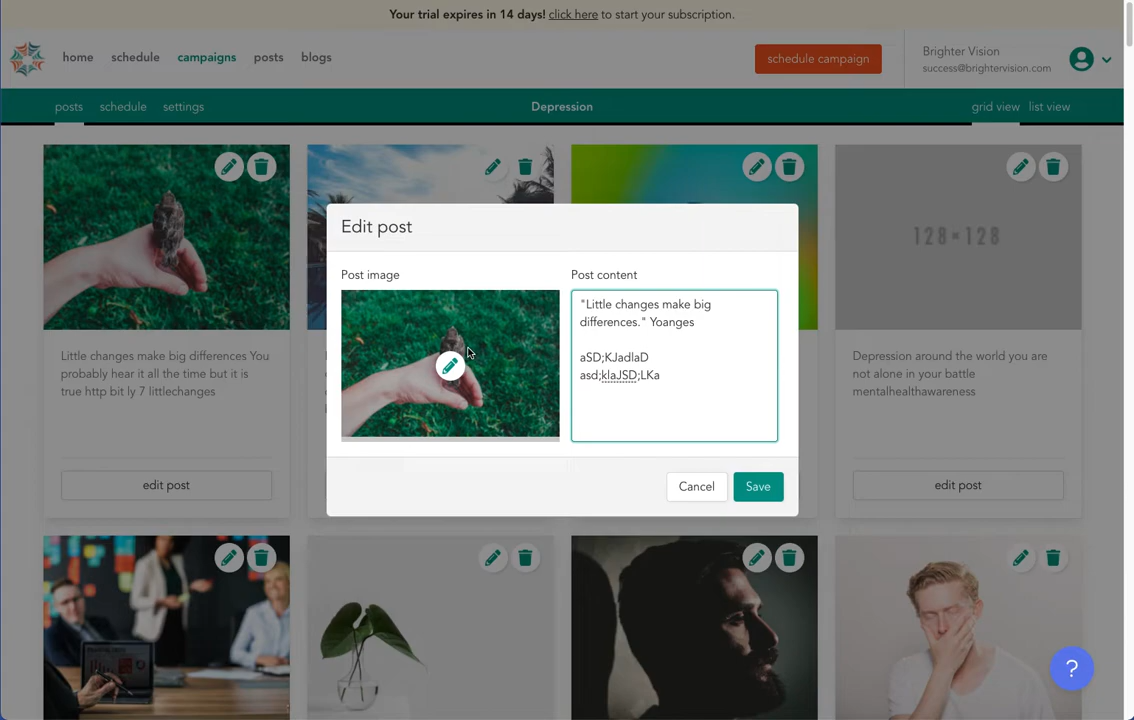 Your trial expires in 14 days! click here to start your subscription.
home schedule campaigns posts blogs
schedule campaign
Brighter Vision
success@brightervision.com
posts schedule settings
Depression
grid view list view
128×128
Edit post
Post image
Post content
"Little changes make big
differences." Yoanges
aSD;KJadlaD
asd;klaJSD;LKa
Cancel
Save
Little changes make big differences You
probably hear it all the time but it is
true http bit ly 7 littlechanges
edit post
Depression around the world you are
not alone in your battle
mentalhealthawareness
edit post
?